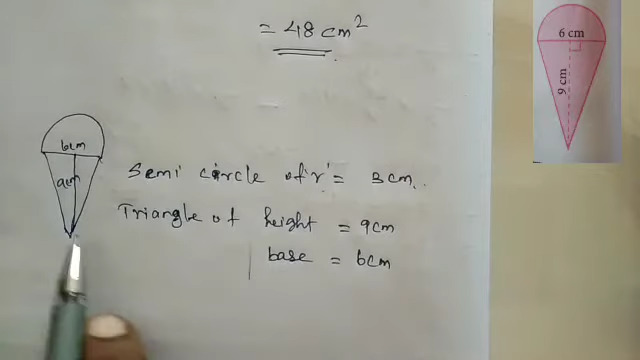 = 48 cm²
6 cm
9 cm
6cm
9cm
Semi circle of 'r' = 3cm.
Triangle of height = 9cm
base = 6cm